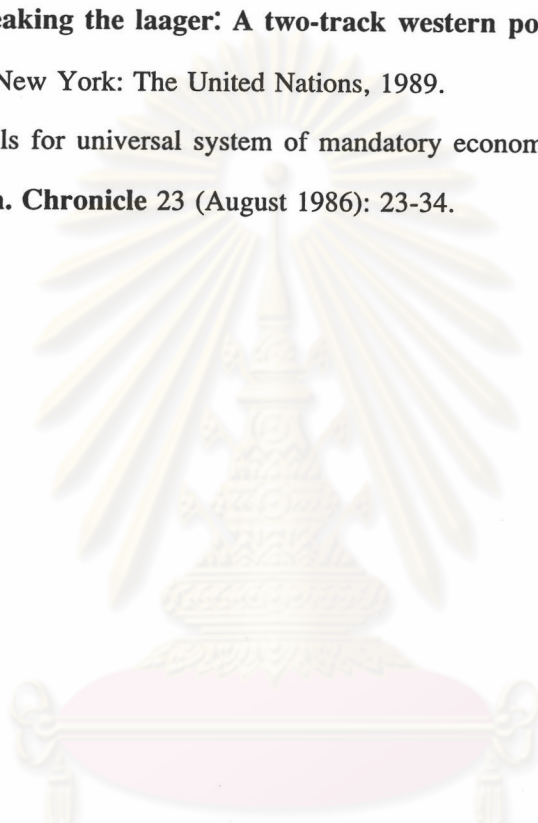 eaking the laager: A two-track western po
New York: The United Nations, 1989.
ls for universal system of mandatory econom
n. Chronicle 23 (August 1986): 23-34.